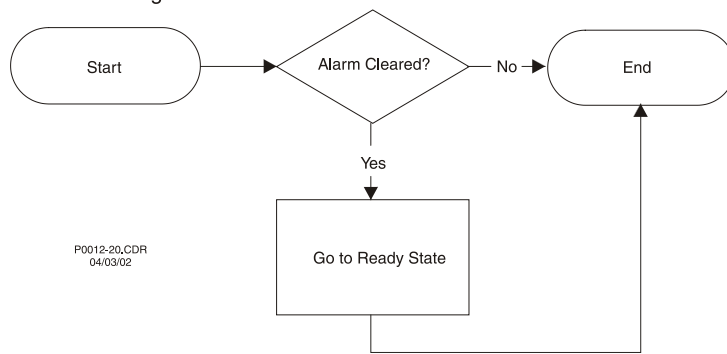 Start
Alarm Cleared?
No
End
Yes
Go to Ready State
P0012-20.CDR
04/03/02